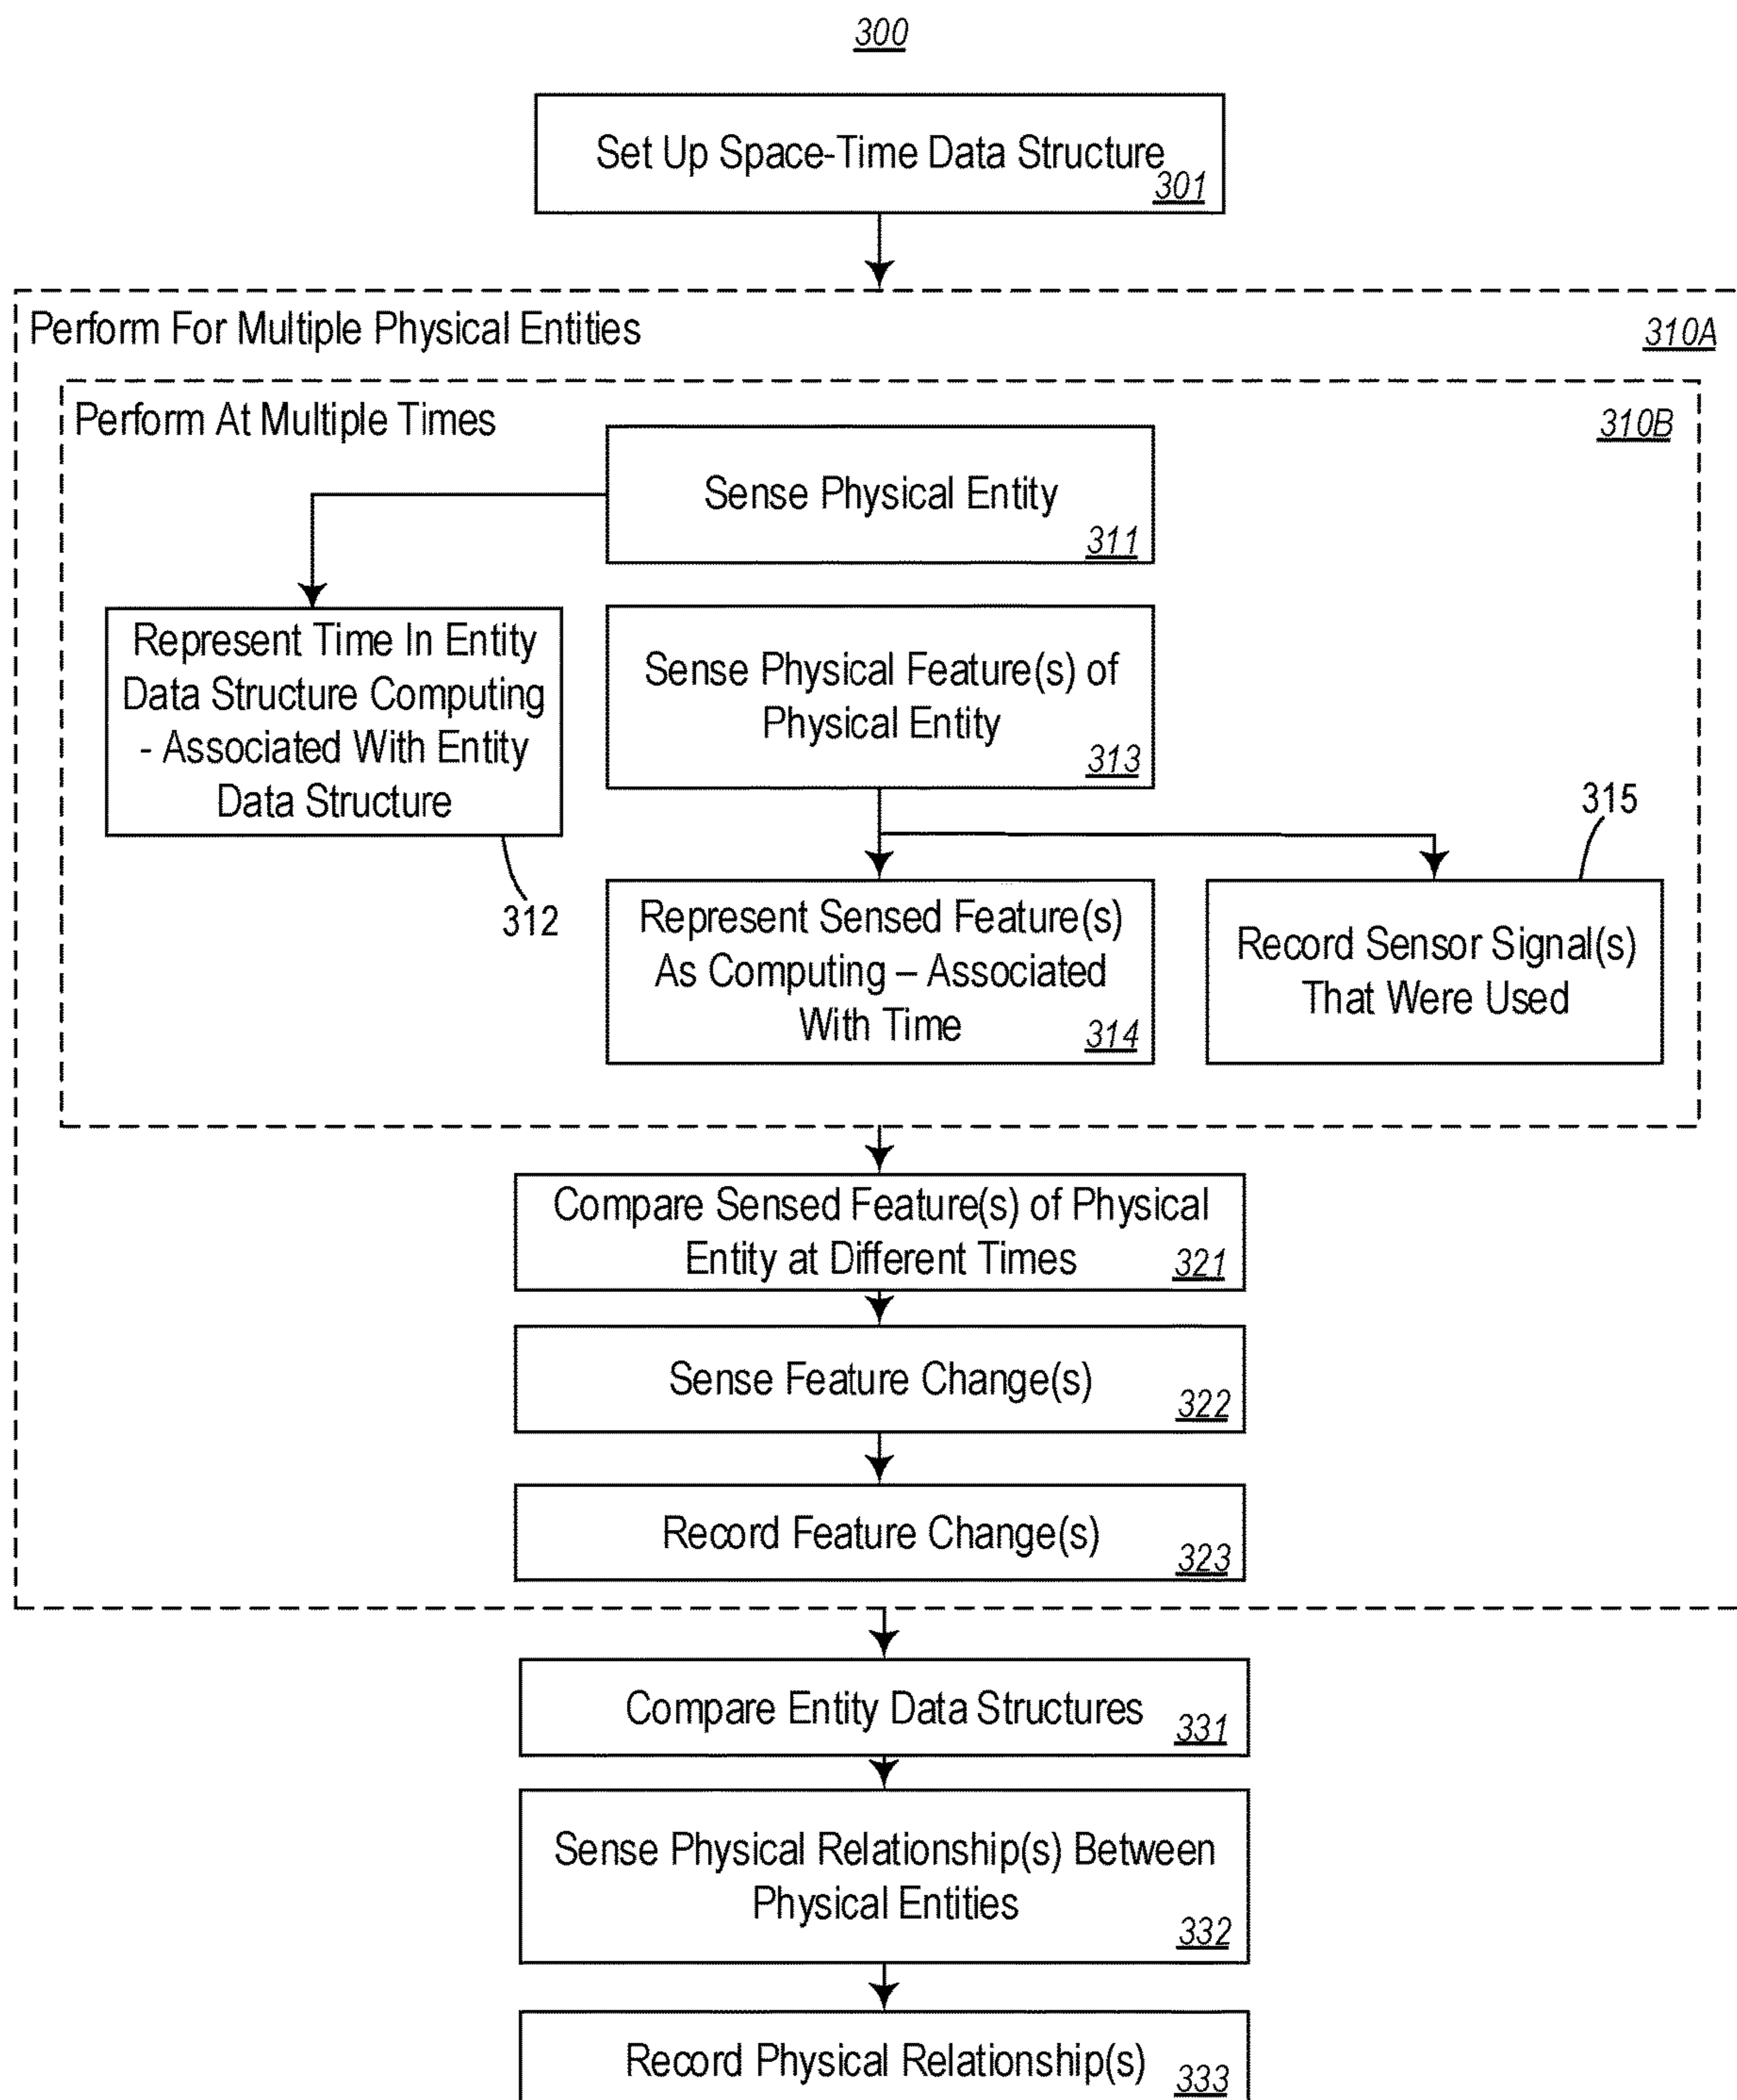 300
Set Up Space-Time Data Structure
301
Perform For Multiple Physical Entities
310A
Perform At Multiple Times
310B
Sense Physical Entity
311
Represent Time In Entity
Data Structure Computing
- Associated With Entity
Data Structure
312
Sense Physical Feature(s) of
Physical Entity
313
315
Represent Sensed Feature(s)
As Computing – Associated
With Time
314
Record Sensor Signal(s)
That Were Used
Compare Sensed Feature(s) of Physical
Entity at Different Times
321
Sense Feature Change(s)
322
Record Feature Change(s)
323
Compare Entity Data Structures
331
Sense Physical Relationship(s) Between
Physical Entities
332
Record Physical Relationship(s)
333